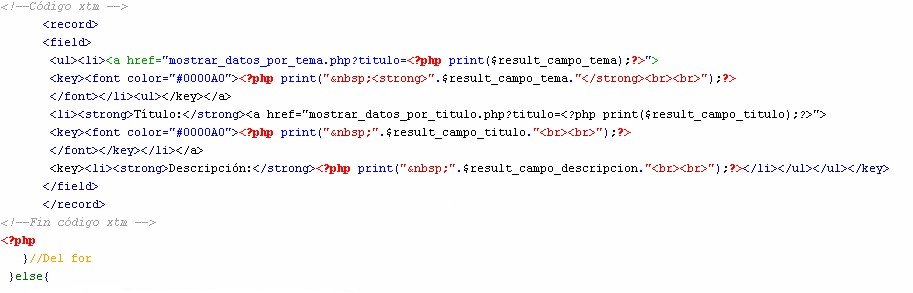 <!--Código xtm -->
<record>
<field>
<ul><li><a href="mostrar_datos_por_tema.php?titulo=<?php print($result_campo_tema);?>">
<key><font color="#0000A0"><?php print("&nbsp;<strong>".$result_campo_tema."</strong><br><br>");?>
</font></li><ul></key></a>
<li><strong>Título:</strong><a href="mostrar_datos_por_titulo.php?titulo=<?php print($result_campo_titulo);?>">
<key><font color="#0000A0"><?php print("&nbsp;".$result_campo_titulo."<br><br>");?>
</font></key></li></a>
<key><li><strong>Descripción:</strong><?php print("&nbsp;".$result_campo_descripcion."<br><br>");?></li></ul></ul></key>
</field>
</record>
<!--Fin código xtm -->
<?php
}//Del for
}else{